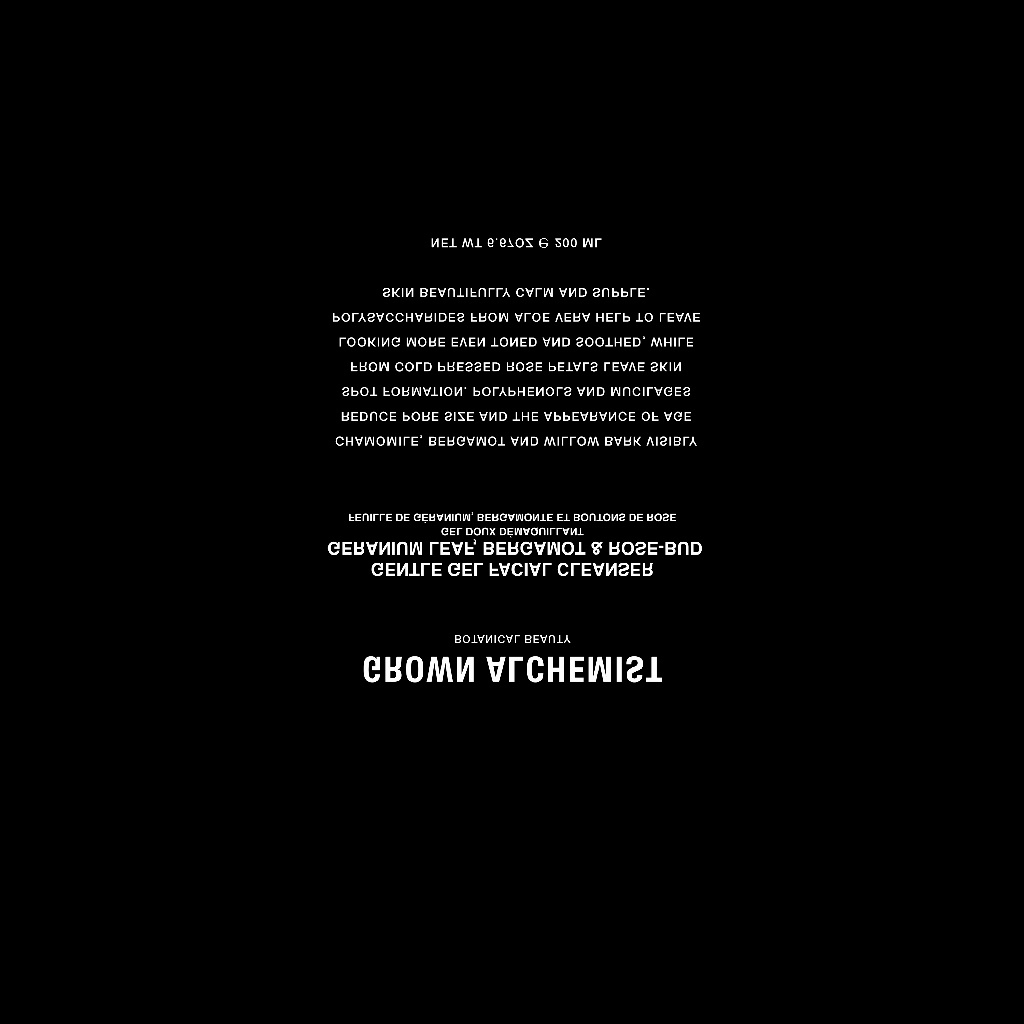 GROWN ALCHEMIST
BOTANICAL BEAUTY
GENTLE GEL FACIAL CLEANSER
GERANIUM LEAF, BERGAMOT & ROSE-BUD
GEL DOUX DÉMAQUILLANT
FEUILLE DE GÉRANIUM, BERGAMONTE ET BOUTONS DE ROSE
CHAMOMILE, BERGAMOT AND WILLOW BARK VISIBLY
REDUCE PORE SIZE AND THE APPEARANCE OF AGE
SPOT FORMATION. POLYPHENOLS AND MUCILAGES
FROM COLD PRESSED ROSE PETALS LEAVE SKIN
LOOKING MORE EVEN TONED AND SOOTHED, WHILE
POLYSACCHARIDES FROM ALOE VERA HELP TO LEAVE
SKIN BEAUTIFULLY CALM AND SUPPLE.
NET WT 6.67OZ ℮ 200 ML